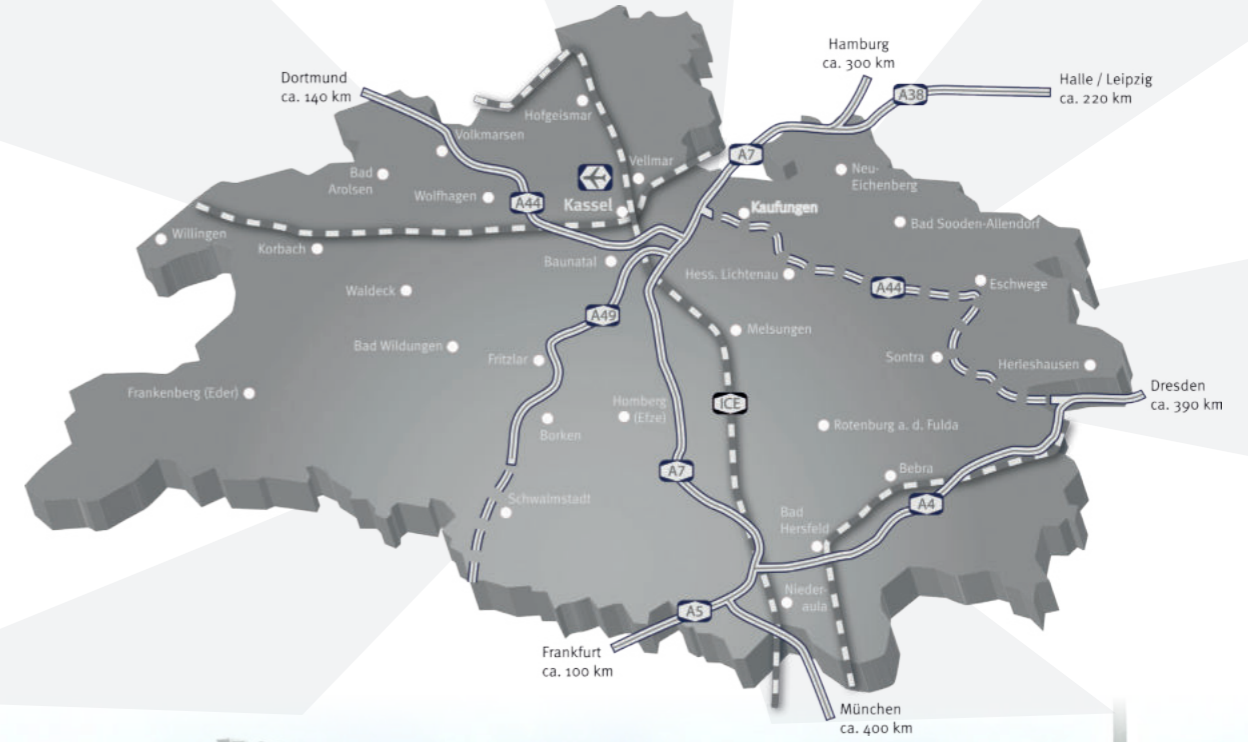 Hamburg
ca. 300 km
Dortmund
ca. 140 km
Halle / Leipzig
ca. 220 km
A38
Hofgeismar
Volkmarsen
A7
Vellmar
Bad
Arolsen
Neu-
Eichenberg
Wolfhagen
A44
Kassel
Kaufungen
Bad Sooden-Allendorf
Willingen
Korbach
Baunatal
Hess. Lichtenau
A44
Eschwege
Waldeck
A49
Melsungen
Bad Wildungen
Fritzlar
Sontra
Herleshausen
Frankenberg (Eder)
Homberg
(Efze)
ICE
Dresden
ca. 390 km
Borken
Rotenburg a. d. Fulda
A7
Bebra
Schwalmstadt
A4
Bad
Hersfeld
Nieder-
aula
A5
Frankfurt
ca. 100 km
München
ca. 400 km